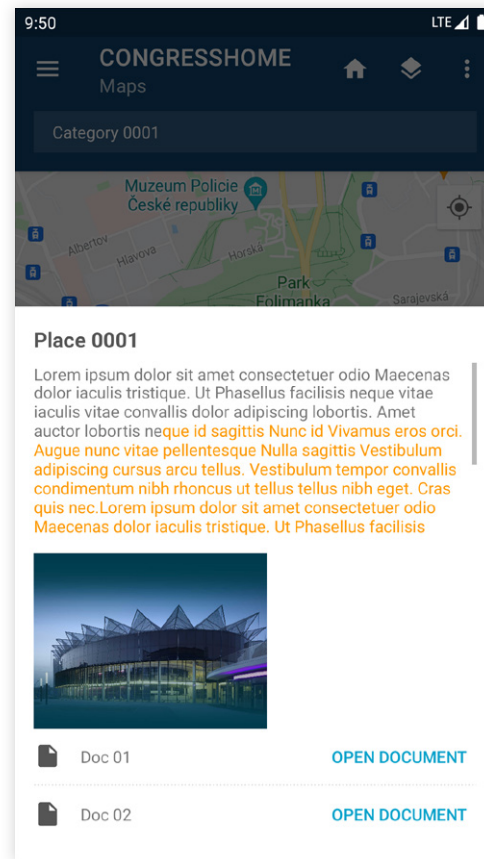 9:50
LTE
CONGRESSHOME
Maps
Category 0001
Muzeum Policie
České republiky
Albertov
Hlavova
Horská
Park
Folimanka
Sarajevská
Place 0001
Lorem ipsum dolor sit amet consectetuer odio Maecenas
dolor iaculis tristique. Ut Phasellus facilisis neque vitae
iaculis vitae convallis dolor adipiscing lobortis. Amet
auctor lobortis neque id sagittis Nunc id Vivamus eros orci.
Augue nunc vitae pellentesque Nulla sagittis Vestibulum
adipiscing cursus arcu tellus. Vestibulum tempor convallis
condimentum nibh rhoncus ut tellus tellus nibh eget. Cras
quis nec.Lorem ipsum dolor sit amet consectetuer odio
Maecenas dolor iaculis tristique. Ut Phasellus facilisis
Doc 01
OPEN DOCUMENT
Doc 02
OPEN DOCUMENT